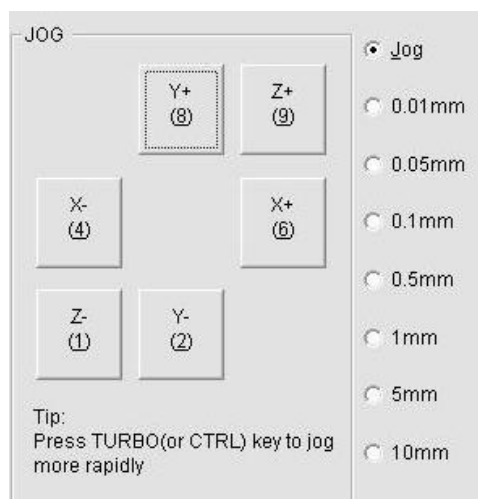 JOG
Y+
(8)
Z+
(9)
X-
(4)
X+
(6)
Z-
(1)
Y-
(2)
Tip:
Press TURBO(or CTRL) key to jog
more rapidly
Jog
0.01mm
0.05mm
0.1mm
0.5mm
1mm
5mm
10mm